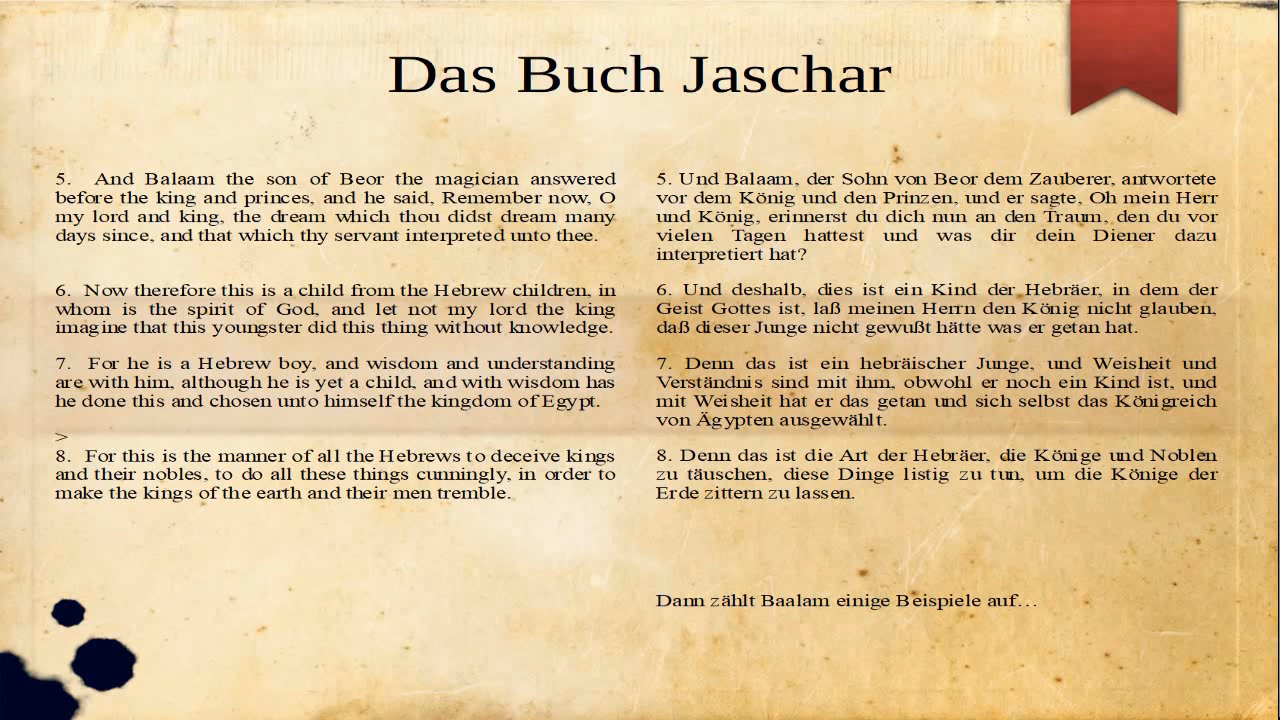 Das Buch Jaschar
5. And Balaam the son of Beor the magician answered
before the king and princes, and he said, Remember now, O
my lord and king, the dream which thou didst dream many
days since, and that which thy servant interpreted unto thee.
6. Now therefore this is a child from the Hebrew children, in
whom is the spirit of God, and let not my lord the king
imagine that this youngster did this thing without knowledge.
7. For he is a Hebrew boy, and wisdom and understanding
are with him, although he is yet a child, and with wisdom has
he done this and chosen unto himself the kingdom of Egypt.
>
8. For this is the manner of all the Hebrews to deceive kings
and their nobles, to do all these things cunningly, in order to
make the kings of the earth and their men tremble.
5. Und Balaam, der Sohn von Beor dem Zauberer, antwortete
vor dem König und den Prinzen, und er sagte, Oh mein Herr
und König, erinnerst du dich nun an den Traum, den du vor
vielen Tagen hattest und was dir dein Diener dazu
interpretiert hat?
6. Und deshalb, dies ist ein Kind der Hebräer, in dem der
Geist Gottes ist, laß meinen Herrn den König nicht glauben,
daß dieser Junge nicht gewußt hätte was er getan hat.
7. Denn das ist ein hebräischer Junge, und Weisheit und
Verständnis sind mit ihm, obwohl er noch ein Kind ist, und
mit Weisheit hat er das getan und sich selbst das Königreich
von Ägypten ausgewählt.
8. Denn das ist die Art der Hebräer, die Könige und Noblen
zu täuschen, diese Dinge listig zu tun, um die Könige der
Erde zittern zu lassen.
Dann zählt Baalam einige Beispiele auf…